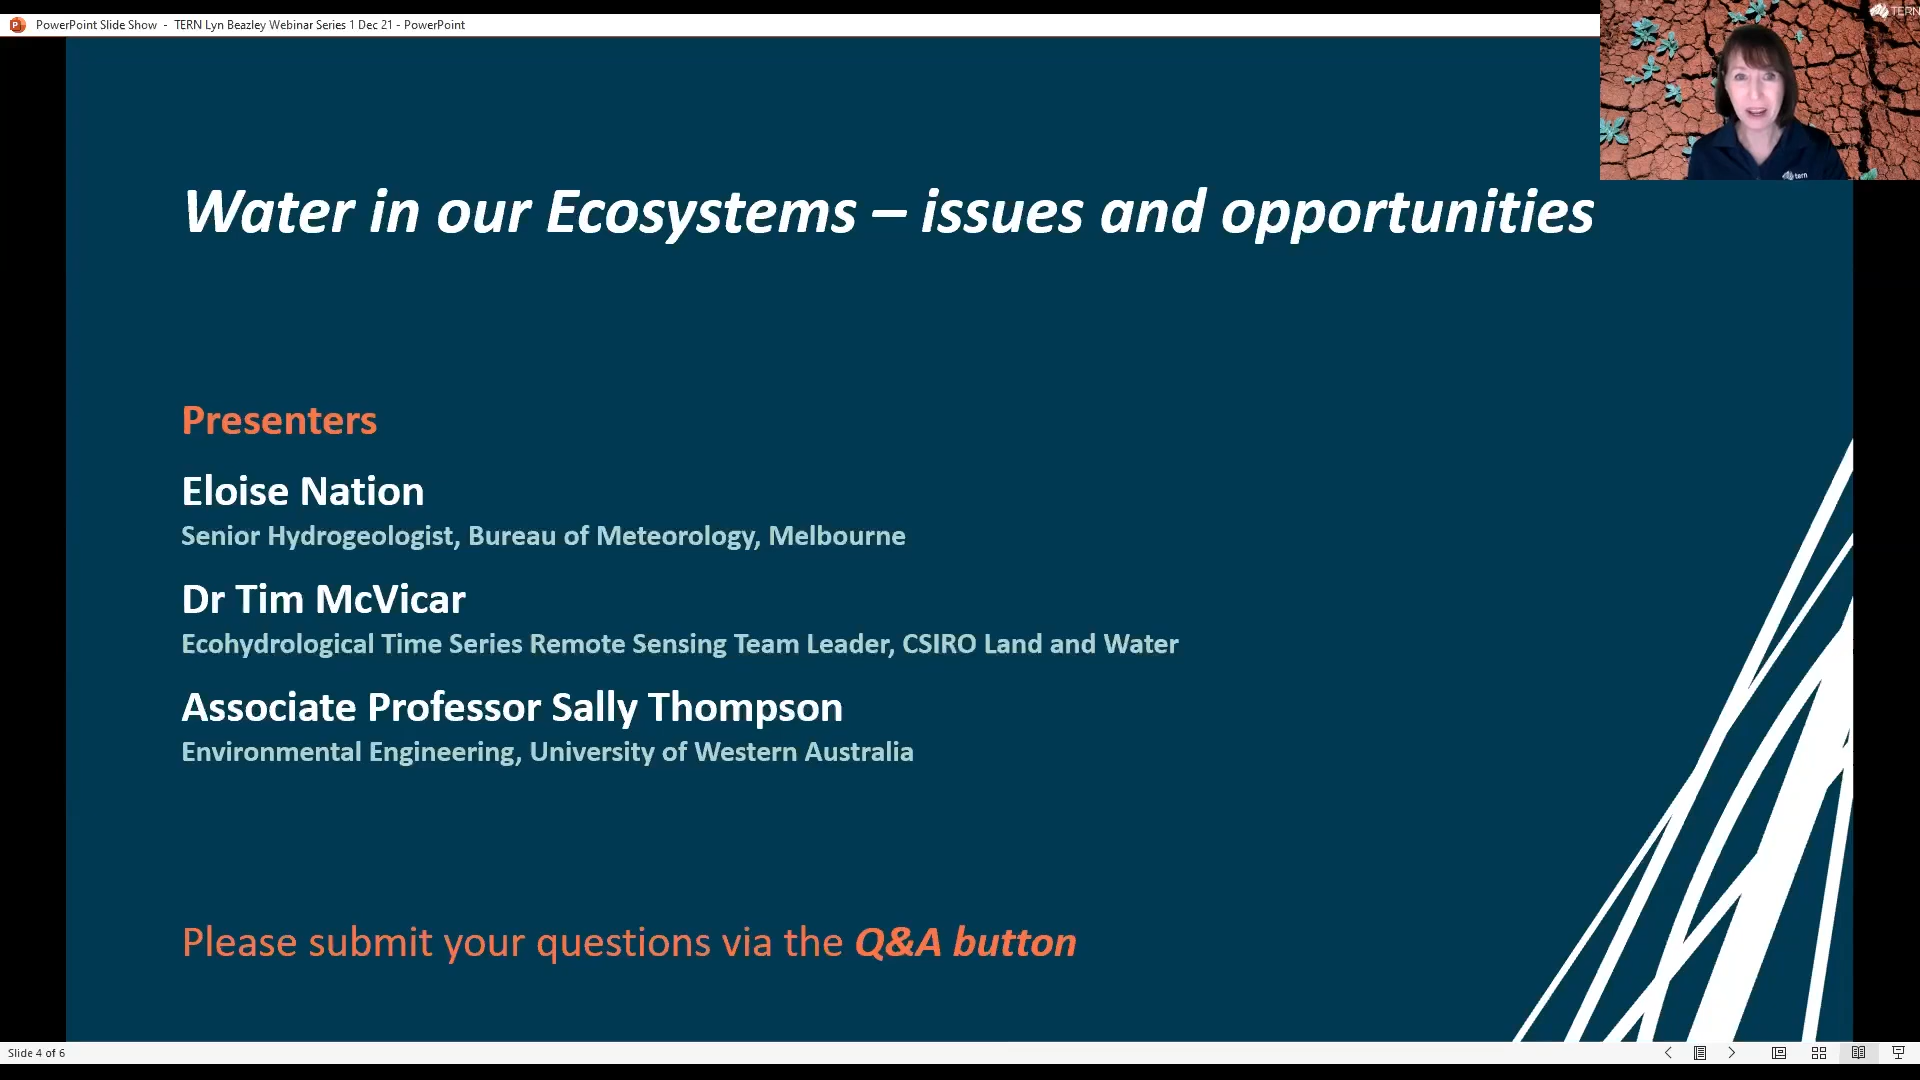 PowerPoint Slide Show - TERN Lyn Beazley Webinar Series 1 Dec 21 - PowerPoint
TERN
tern
Water in our Ecosystems – issues and opportunities
Presenters
Eloise Nation
Senior Hydrogeologist, Bureau of Meteorology, Melbourne
Dr Tim McVicar
Ecohydrological Time Series Remote Sensing Team Leader, CSIRO Land and Water
Associate Professor Sally Thompson
Environmental Engineering, University of Western Australia
Please submit your questions via the Q&A button
Slide 4 of 6